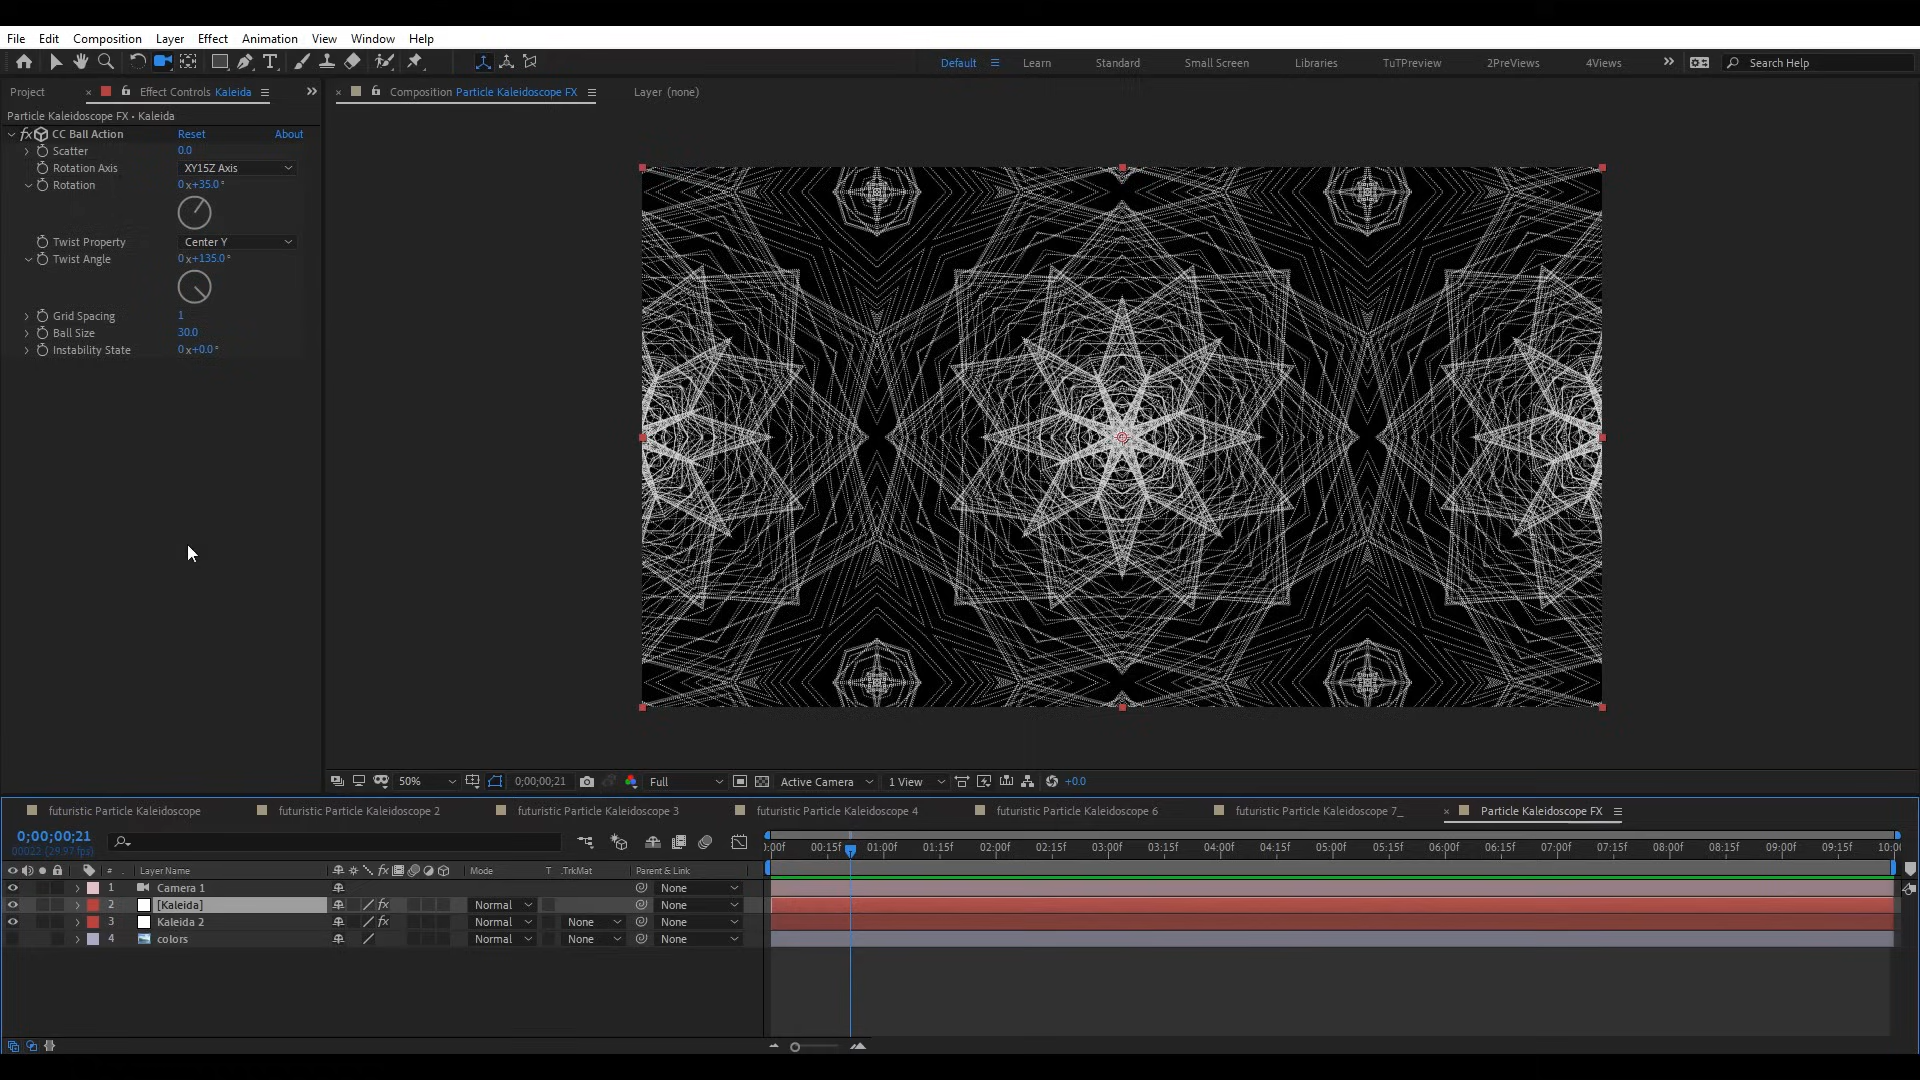 File Edit Composition Layer Effect Animation View Window Help
Default Learn Small Screen Libraries TuTPreview 2PreViews 4Views Search Help
Project Effect Controls Kaleida
Composition Particle Kaleidoscope FX Layer (none)
Particle Kaleidoscope FX • Kaleida
fx CC Ball Action Reset About
Scatter 0.0
Rotation Axis XY15Z Axis
Rotation 0x+35.0°
Twist Property Center Y
Twist Angle 0x+135.0°
Grid Spacing 1
Ball Size 30.0
Instability State 0x+0.0°
50% 0;00;00;21 Full Active Camera 1 View +0.0
futuristic Particle Kaleidoscope futuristic Particle Kaleidoscope 2 futuristic Particle Kaleidoscope 3 futuristic Particle Kaleidoscope 4 futuristic Particle Kaleidoscope 6 futuristic Particle Kaleidoscope 7_ Particle Kaleidoscope FX
0;00;00;21
00022 (29.97 fps)
:00f 00:15f 01:00f 01:15f 02:00f 02:15f 03:00f 03:15f 04:00f 04:15f 05:00f 05:15f 06:00f 06:15f 07:00f 07:15f 08:00f 08:15f 09:00f 09:15f 10:0
# Layer Name fx Mode T .TrkMat Parent & Link
1 Camera 1 None
2 [Kaleida] fx Normal None
3 Kaleida 2 fx Normal None None
4 colors Normal None None